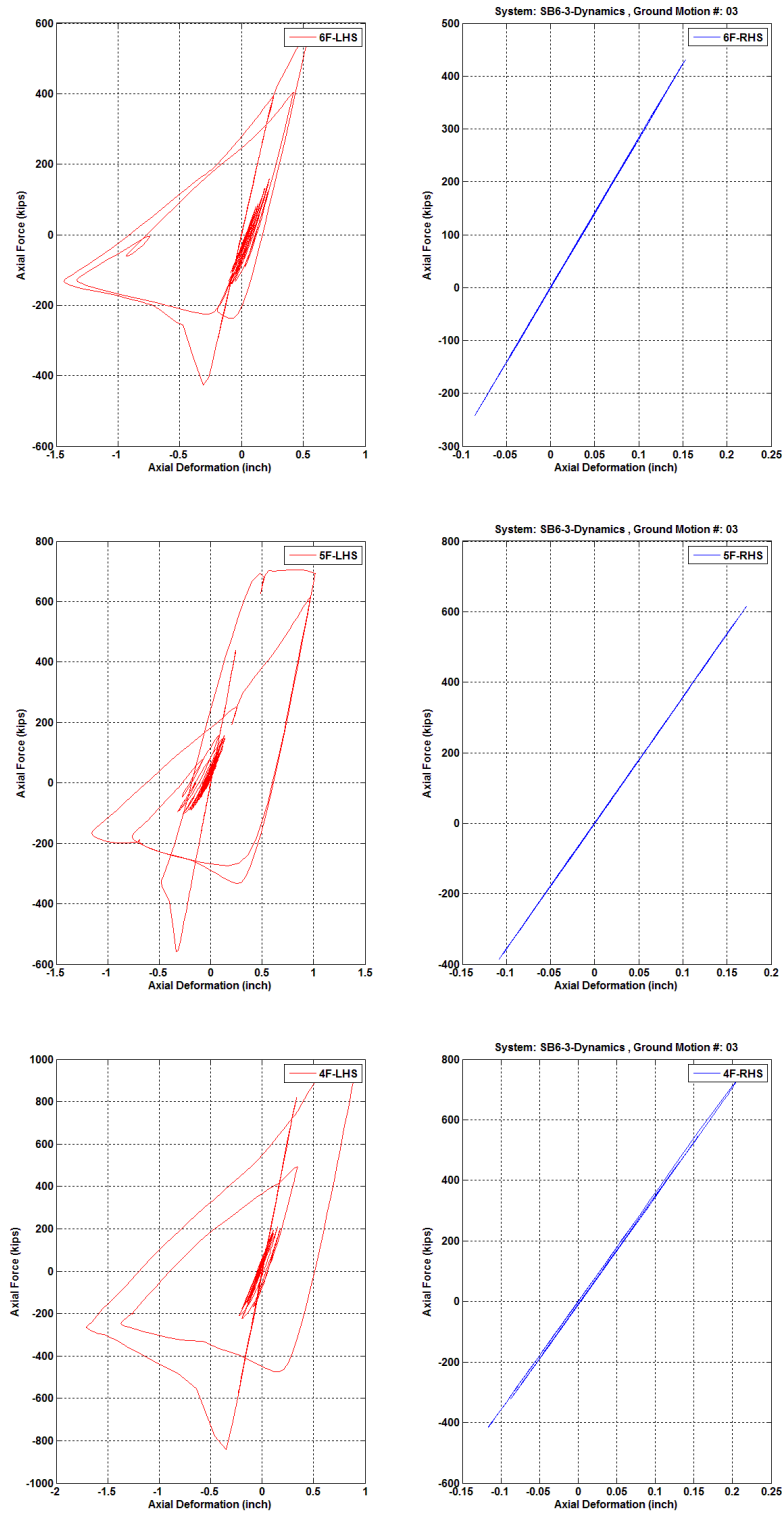 System: SB6-3-Dynamics , Ground Motion #: 03
6F-LHS
600
400
200
0
-200
-400
-600
Axial Force (kips)
-1.5 -1 -0.5 0 0.5 1
Axial Deformation (inch)
6F-RHS
500
400
300
200
100
0
-100
-200
-300
Axial Force (kips)
-0.1 -0.05 0 0.05 0.1 0.15 0.2 0.25
Axial Deformation (inch)
System: SB6-3-Dynamics , Ground Motion #: 03
5F-LHS
800
600
400
200
0
-200
-400
-600
Axial Force (kips)
-1.5 -1 -0.5 0 0.5 1 1.5
Axial Deformation (inch)
5F-RHS
800
600
400
200
0
-200
-400
Axial Force (kips)
-0.15 -0.1 -0.05 0 0.05 0.1 0.15 0.2
Axial Deformation (inch)
System: SB6-3-Dynamics , Ground Motion #: 03
4F-LHS
1000
800
600
400
200
0
-200
-400
-600
-800
-1000
Axial Force (kips)
-2 -1.5 -1 -0.5 0 0.5 1
Axial Deformation (inch)
4F-RHS
800
600
400
200
0
-200
-400
-600
Axial Force (kips)
-0.15 -0.1 -0.05 0 0.05 0.1 0.15 0.2 0.25
Axial Deformation (inch)